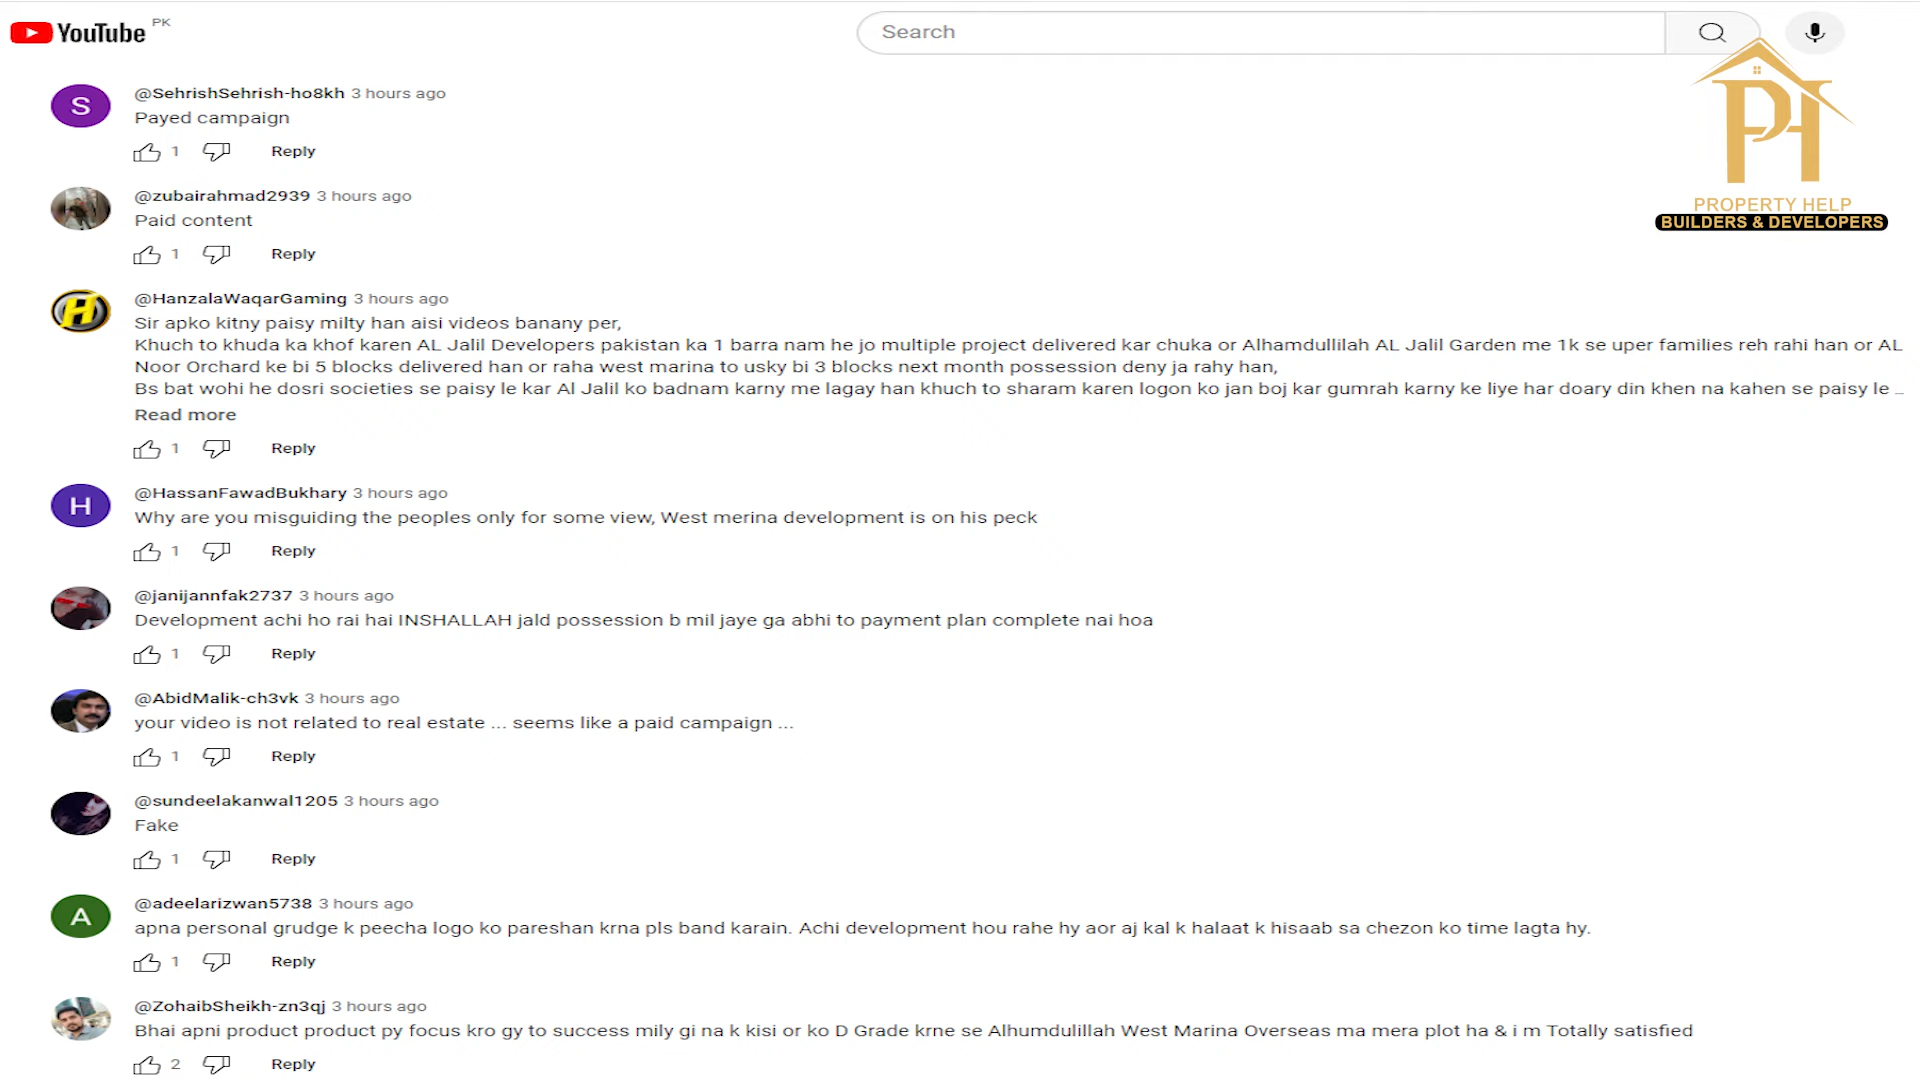 YouTube PK
Search
PH
PROPERTY HELP
BUILDERS & DEVELOPERS
S
@SehrishSehrish-ho8kh 3 hours ago
Payed campaign
1 Reply
@zubairahmad2939 3 hours ago
Paid content
1 Reply
H
@HanzalaWaqarGaming 3 hours ago
Sir apko kitny paisy milty han aisi videos banany per,
Khuch to khuda ka khof karen AL Jalil Developers pakistan ka 1 barra nam he jo multiple project delivered kar chuka or Alhamdullilah AL Jalil Garden me 1k se uper families reh rahi han or AL
Noor Orchard ke bi 5 blocks delivered han or raha west marina to usky bi 3 blocks next month possession deny ja rahy han,
Bs bat wohi he dosri societies se paisy le kar Al Jalil ko badnam karny me lagay han khuch to sharam karen logon ko jan boj kar gumrah karny ke liye har doary din khen na kahen se paisy le ...
Read more
1 Reply
H
@HassanFawadBukhary 3 hours ago
Why are you misguiding the peoples only for some view, West merina development is on his peck
1 Reply
@janijannfak2737 3 hours ago
Development achi ho rai hai INSHALLAH jald possession b mil jaye ga abhi to payment plan complete nai hoa
1 Reply
@AbidMalik-ch3vk 3 hours ago
your video is not related to real estate ... seems like a paid campaign ...
1 Reply
@sundeelakanwal1205 3 hours ago
Fake
1 Reply
A
@adeelarizwan5738 3 hours ago
apna personal grudge k peecha logo ko pareshan krna pls band karain. Achi development hou rahe hy aor aj kal k halaat k hisaab sa chezon ko time lagta hy.
1 Reply
@ZohaibSheikh-zn3qj 3 hours ago
Bhai apni product product py focus kro gy to success mily gi na k kisi or ko D Grade krne se Alhumdulillah West Marina Overseas ma mera plot ha & i m Totally satisfied
2 Reply